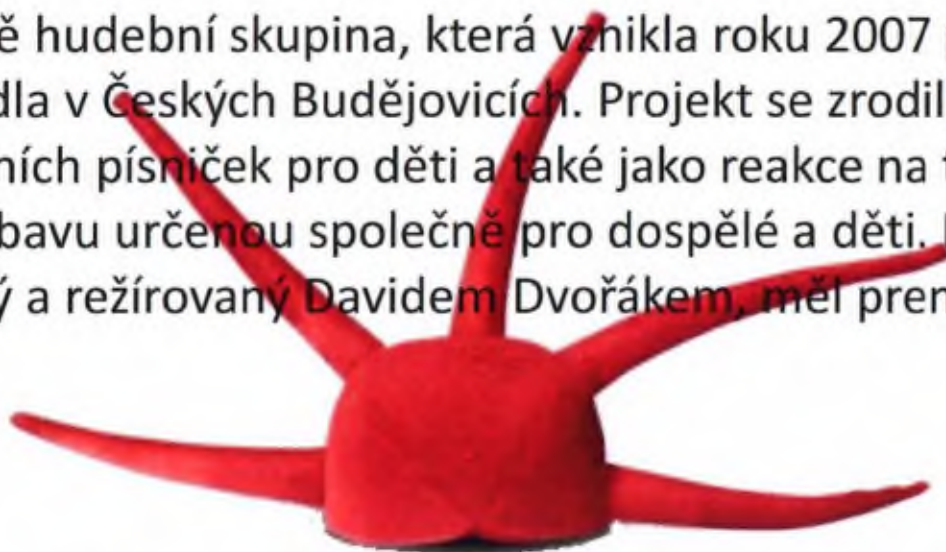 ě hudební skupina, která vznikla roku 2007
dla v Českých Budějovicích. Projekt se zrodil
ních písniček pro děti a také jako reakce na
bavu určenou společně pro dospělé a děti.
ý a režírovaný Davidem Dvořákem, měl prem